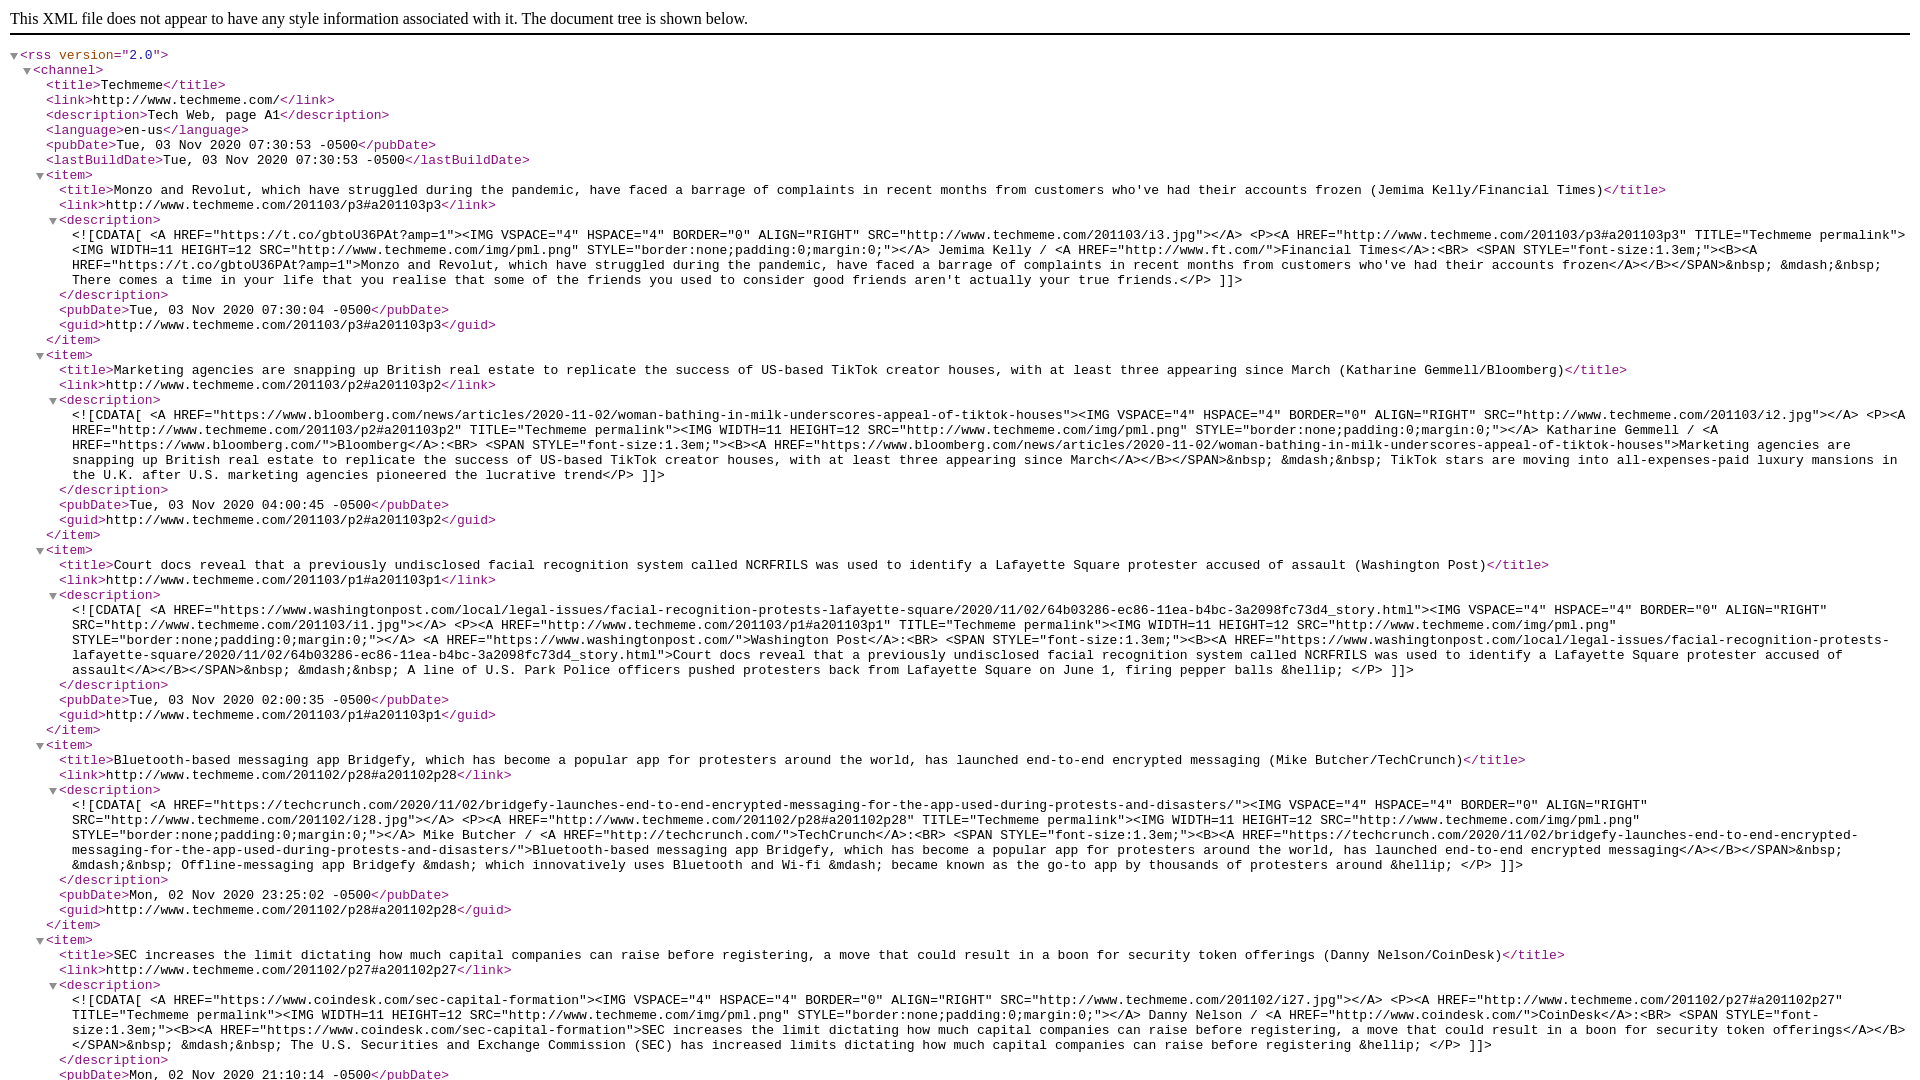 This XML file does not appear to have any style information associated with it. The document tree is shown below.
<rss version="2.0">
<channel>
<title>Techmeme</title>
<link>http://www.techmeme.com/</link>
<description>Tech Web, page A1</description>
<language>en-us</language>
<pubDate>Tue, 03 Nov 2020 07:30:53 -0500</pubDate>
<lastBuildDate>Tue, 03 Nov 2020 07:30:53 -0500</lastBuildDate>
<item>
<title>Monzo and Revolut, which have struggled during the pandemic, have faced a barrage of complaints in recent months from customers who've had their accounts frozen (Jemima Kelly/Financial Times)</title>
<link>http://www.techmeme.com/201103/p3#a201103p3</link>
<description>
<![CDATA[ <A HREF="https://t.co/gbtoU36PAt?amp=1"><IMG VSPACE="4" HSPACE="4" BORDER="0" ALIGN="RIGHT" SRC="http://www.techmeme.com/201103/i3.jpg"></A> <P><A HREF="http://www.techmeme.com/201103/p3#a201103p3" TITLE="Techmeme permalink">
<IMG WIDTH=11 HEIGHT=12 SRC="http://www.techmeme.com/img/pml.png" STYLE="border:none;padding:0;margin:0;"></A> Jemima Kelly / <A HREF="http://www.ft.com/">Financial Times</A>:<BR> <SPAN STYLE="font-size:1.3em;"><B><A
HREF="https://t.co/gbtoU36PAt?amp=1">Monzo and Revolut, which have struggled during the pandemic, have faced a barrage of complaints in recent months from customers who've had their accounts frozen</A></B></SPAN>&nbsp; &mdash;&nbsp;
There comes a time in your life that you realise that some of the friends you used to consider good friends aren't actually your true friends.</P> ]]>
</description>
<pubDate>Tue, 03 Nov 2020 07:30:04 -0500</pubDate>
<guid>http://www.techmeme.com/201103/p3#a201103p3</guid>
</item>
<item>
<title>Marketing agencies are snapping up British real estate to replicate the success of US-based TikTok creator houses, with at least three appearing since March (Katharine Gemmell/Bloomberg)</title>
<link>http://www.techmeme.com/201103/p2#a201103p2</link>
<description>
<![CDATA[ <A HREF="https://www.bloomberg.com/news/articles/2020-11-02/woman-bathing-in-milk-underscores-appeal-of-tiktok-houses"><IMG VSPACE="4" HSPACE="4" BORDER="0" ALIGN="RIGHT" SRC="http://www.techmeme.com/201103/i2.jpg"></A> <P><A
HREF="http://www.techmeme.com/201103/p2#a201103p2" TITLE="Techmeme permalink"><IMG WIDTH=11 HEIGHT=12 SRC="http://www.techmeme.com/img/pml.png" STYLE="border:none;padding:0;margin:0;"></A> Katharine Gemmell / <A
HREF="https://www.bloomberg.com/">Bloomberg</A>:<BR> <SPAN STYLE="font-size:1.3em;"><B><A HREF="https://www.bloomberg.com/news/articles/2020-11-02/woman-bathing-in-milk-underscores-appeal-of-tiktok-houses">Marketing agencies are
snapping up British real estate to replicate the success of US-based TikTok creator houses, with at least three appearing since March</A></B></SPAN>&nbsp; &mdash;&nbsp; TikTok stars are moving into all-expenses-paid luxury mansions in
the U.K. after U.S. marketing agencies pioneered the lucrative trend</P> ]]>
</description>
<pubDate>Tue, 03 Nov 2020 04:00:45 -0500</pubDate>
<guid>http://www.techmeme.com/201103/p2#a201103p2</guid>
</item>
<item>
<title>Court docs reveal that a previously undisclosed facial recognition system called NCRFRILS was used to identify a Lafayette Square protester accused of assault (Washington Post)</title>
<link>http://www.techmeme.com/201103/p1#a201103p1</link>
<description>
<![CDATA[ <A HREF="https://www.washingtonpost.com/local/legal-issues/facial-recognition-protests-lafayette-square/2020/11/02/64b03286-ec86-11ea-b4bc-3a2098fc73d4_story.html"><IMG VSPACE="4" HSPACE="4" BORDER="0" ALIGN="RIGHT"
SRC="http://www.techmeme.com/201103/i1.jpg"></A> <P><A HREF="http://www.techmeme.com/201103/p1#a201103p1" TITLE="Techmeme permalink"><IMG WIDTH=11 HEIGHT=12 SRC="http://www.techmeme.com/img/pml.png"
STYLE="border:none;padding:0;margin:0;"></A> <A HREF="https://www.washingtonpost.com/">Washington Post</A>:<BR> <SPAN STYLE="font-size:1.3em;"><B><A HREF="https://www.washingtonpost.com/local/legal-issues/facial-recognition-protests-
lafayette-square/2020/11/02/64b03286-ec86-11ea-b4bc-3a2098fc73d4_story.html">Court docs reveal that a previously undisclosed facial recognition system called NCRFRILS was used to identify a Lafayette Square protester accused of
assault</A></B></SPAN>&nbsp; &mdash;&nbsp; A line of U.S. Park Police officers pushed protesters back from Lafayette Square on June 1, firing pepper balls &hellip; </P> ]]>
</description>
<pubDate>Tue, 03 Nov 2020 02:00:35 -0500</pubDate>
<guid>http://www.techmeme.com/201103/p1#a201103p1</guid>
</item>
<item>
<title>Bluetooth-based messaging app Bridgefy, which has become a popular app for protesters around the world, has launched end-to-end encrypted messaging (Mike Butcher/TechCrunch)</title>
<link>http://www.techmeme.com/201102/p28#a201102p28</link>
<description>
<![CDATA[ <A HREF="https://techcrunch.com/2020/11/02/bridgefy-launches-end-to-end-encrypted-messaging-for-the-app-used-during-protests-and-disasters/"><IMG VSPACE="4" HSPACE="4" BORDER="0" ALIGN="RIGHT"
SRC="http://www.techmeme.com/201102/i28.jpg"></A> <P><A HREF="http://www.techmeme.com/201102/p28#a201102p28" TITLE="Techmeme permalink"><IMG WIDTH=11 HEIGHT=12 SRC="http://www.techmeme.com/img/pml.png"
STYLE="border:none;padding:0;margin:0;"></A> Mike Butcher / <A HREF="http://techcrunch.com/">TechCrunch</A>:<BR> <SPAN STYLE="font-size:1.3em;"><B><A HREF="https://techcrunch.com/2020/11/02/bridgefy-launches-end-to-end-encrypted-
messaging-for-the-app-used-during-protests-and-disasters/">Bluetooth-based messaging app Bridgefy, which has become a popular app for protesters around the world, has launched end-to-end encrypted messaging</A></B></SPAN>&nbsp;
&mdash;&nbsp; Offline-messaging app Bridgefy &mdash; which innovatively uses Bluetooth and Wi-fi &mdash; became known as the go-to app by thousands of protesters around &hellip; </P> ]]>
</description>
<pubDate>Mon, 02 Nov 2020 23:25:02 -0500</pubDate>
<guid>http://www.techmeme.com/201102/p28#a201102p28</guid>
</item>
<item>
<title>SEC increases the limit dictating how much capital companies can raise before registering, a move that could result in a boon for security token offerings (Danny Nelson/CoinDesk)</title>
<link>http://www.techmeme.com/201102/p27#a201102p27</link>
<description>
<![CDATA[ <A HREF="https://www.coindesk.com/sec-capital-formation"><IMG VSPACE="4" HSPACE="4" BORDER="0" ALIGN="RIGHT" SRC="http://www.techmeme.com/201102/i27.jpg"></A> <P><A HREF="http://www.techmeme.com/201102/p27#a201102p27"
TITLE="Techmeme permalink"><IMG WIDTH=11 HEIGHT=12 SRC="http://www.techmeme.com/img/pml.png" STYLE="border:none;padding:0;margin:0;"></A> Danny Nelson / <A HREF="http://www.coindesk.com/">CoinDesk</A>:<BR> <SPAN STYLE="font-
size:1.3em;"><B><A HREF="https://www.coindesk.com/sec-capital-formation">SEC increases the limit dictating how much capital companies can raise before registering, a move that could result in a boon for security token offerings</A></B>
</SPAN>&nbsp; &mdash;&nbsp; The U.S. Securities and Exchange Commission (SEC) has increased limits dictating how much capital companies can raise before registering &hellip; </P> ]]>
</description>
<pubDate>Mon, 02 Nov 2020 21:10:14 -0500</pubDate>